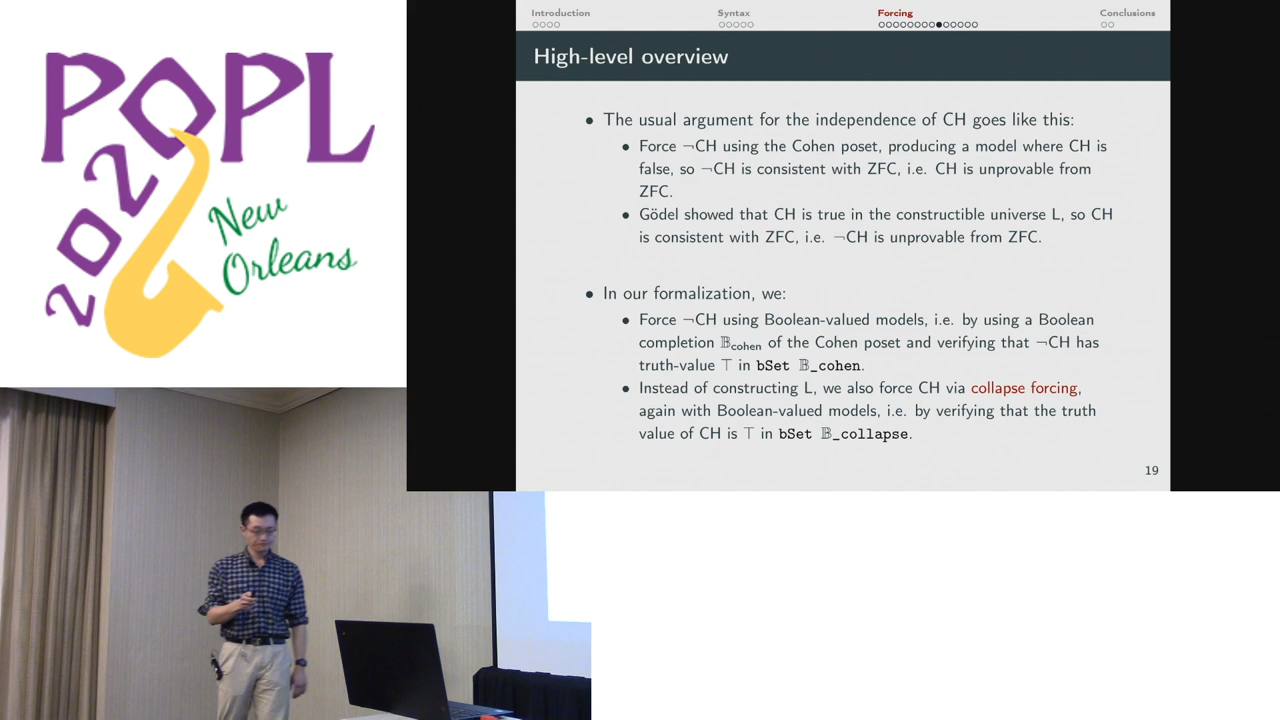 POPL
2020
New
Orleans
Introduction
Syntax
Forcing
Conclusions
High-level overview
• The usual argument for the independence of CH goes like this:
• Force ¬CH using the Cohen poset, producing a model where CH is
false, so ¬CH is consistent with ZFC, i.e. CH is unprovable from
ZFC.
• Gödel showed that CH is true in the constructible universe L, so CH
is consistent with ZFC, i.e. ¬CH is unprovable from ZFC.
• In our formalization, we:
• Force ¬CH using Boolean-valued models, i.e. by using a Boolean
completion 𝔹cohen of the Cohen poset and verifying that ¬CH has
truth-value ⊤ in bSet 𝔹_cohen.
• Instead of constructing L, we also force CH via collapse forcing,
again with Boolean-valued models, i.e. by verifying that the truth
value of CH is ⊤ in bSet 𝔹_collapse.
19